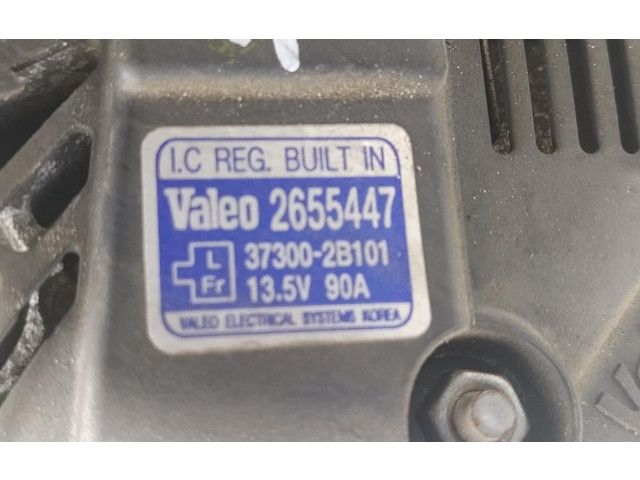 I.C REG. BUILT IN
Valeo 2655447
L 37300-2B101
Fr 13.5V 90A
VALEO ELECTRICAL SYSTEMS KOREA